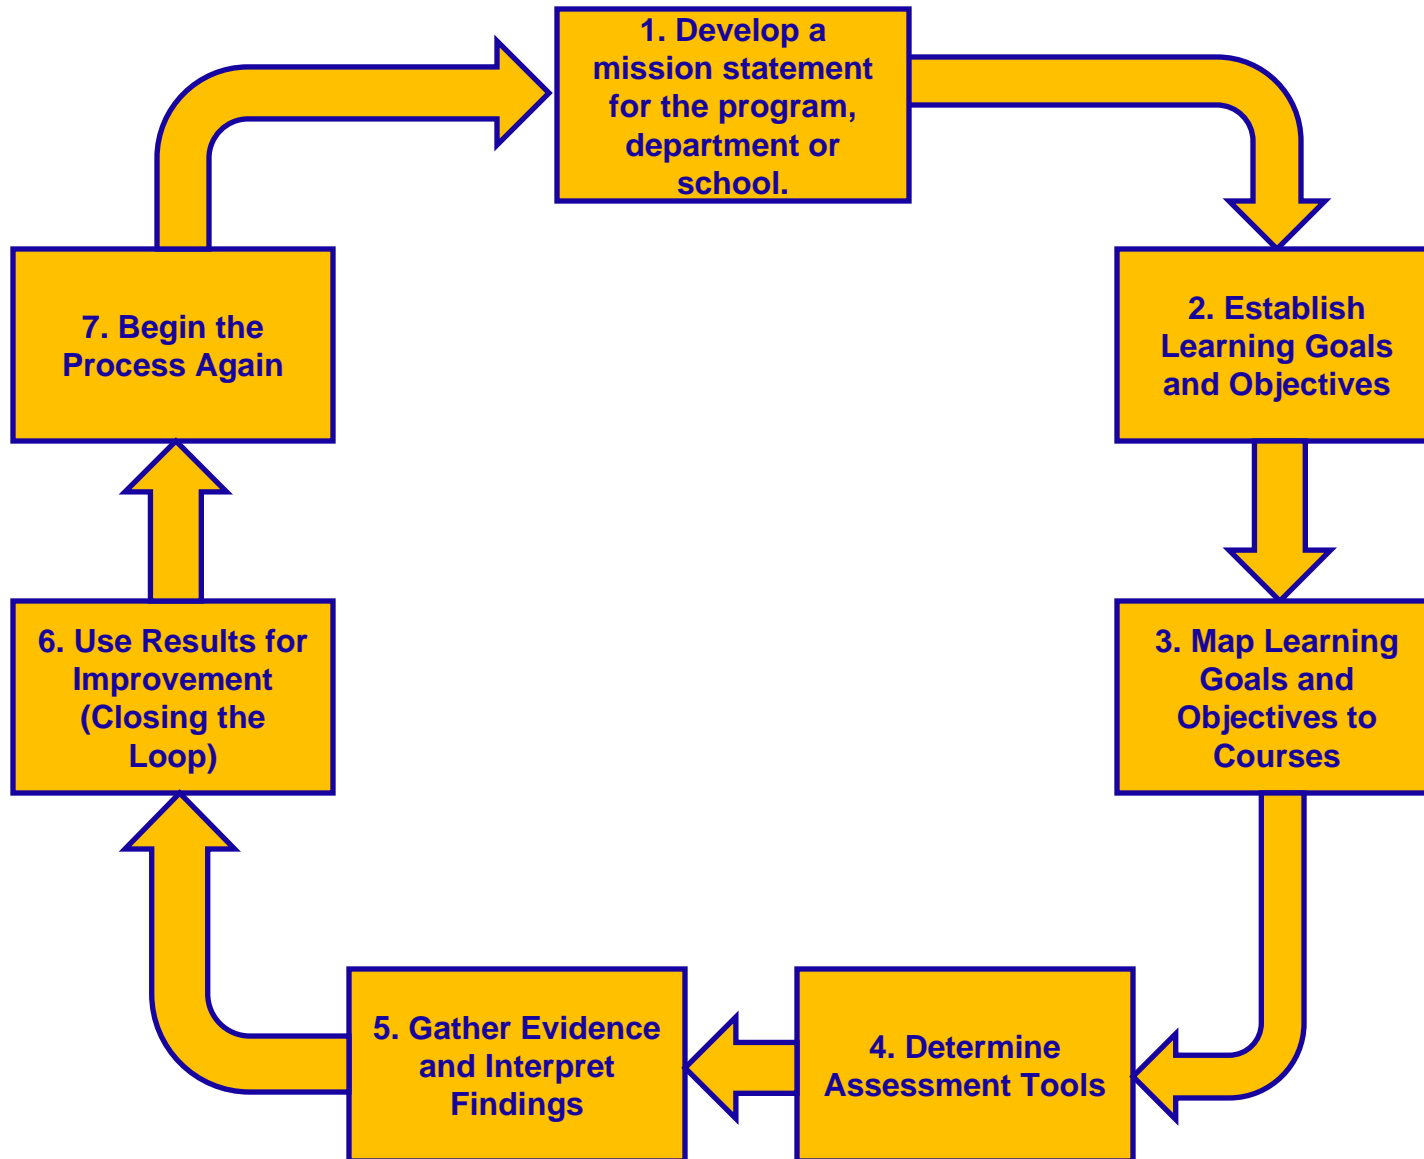 1. Develop a
mission statement
for the program,
department or
school.
2. Establish
Learning Goals
and Objectives
3. Map Learning
Goals and
Objectives to
Courses
4. Determine
Assessment Tools
5. Gather Evidence
and Interpret
Findings
6. Use Results for
Improvement
(Closing the
Loop)
7. Begin the
Process Again